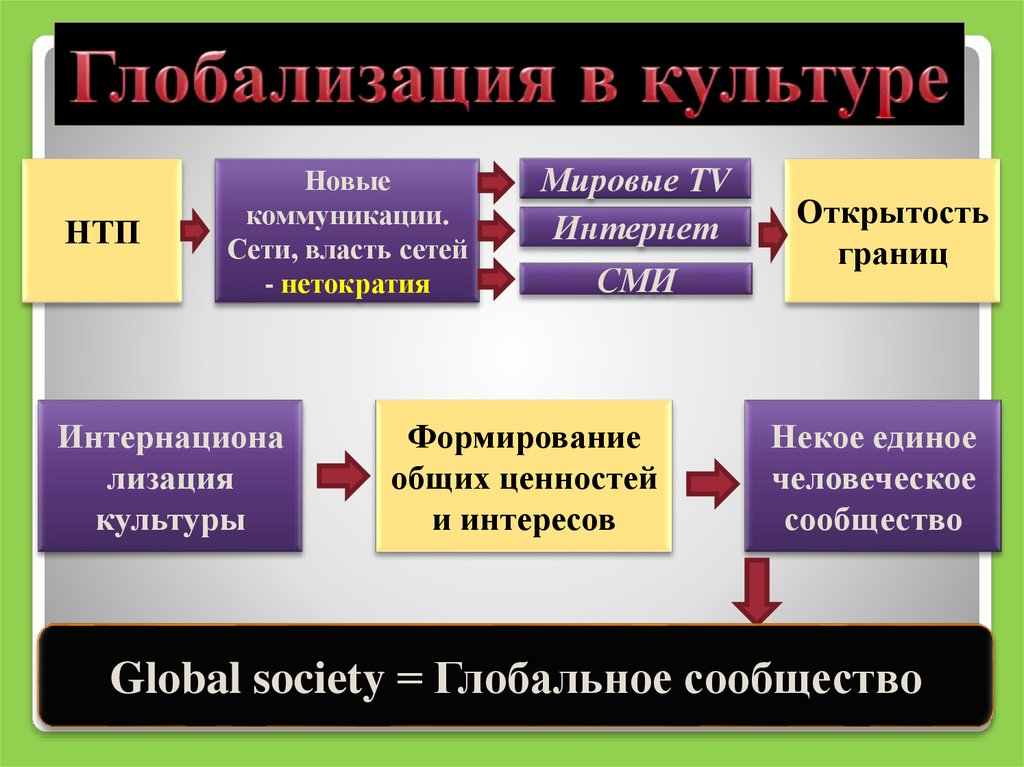 Глобализация в культуре
НТП
Новые
коммуникации.
Сети, власть сетей
- нетократия
Мировые TV
Интернет
СМИ
Открытость
границ
Интернациона
лизация
культуры
Формирование
общих ценностей
и интересов
Некое единое
человеческое
сообщество
Global society = Глобальное сообщество